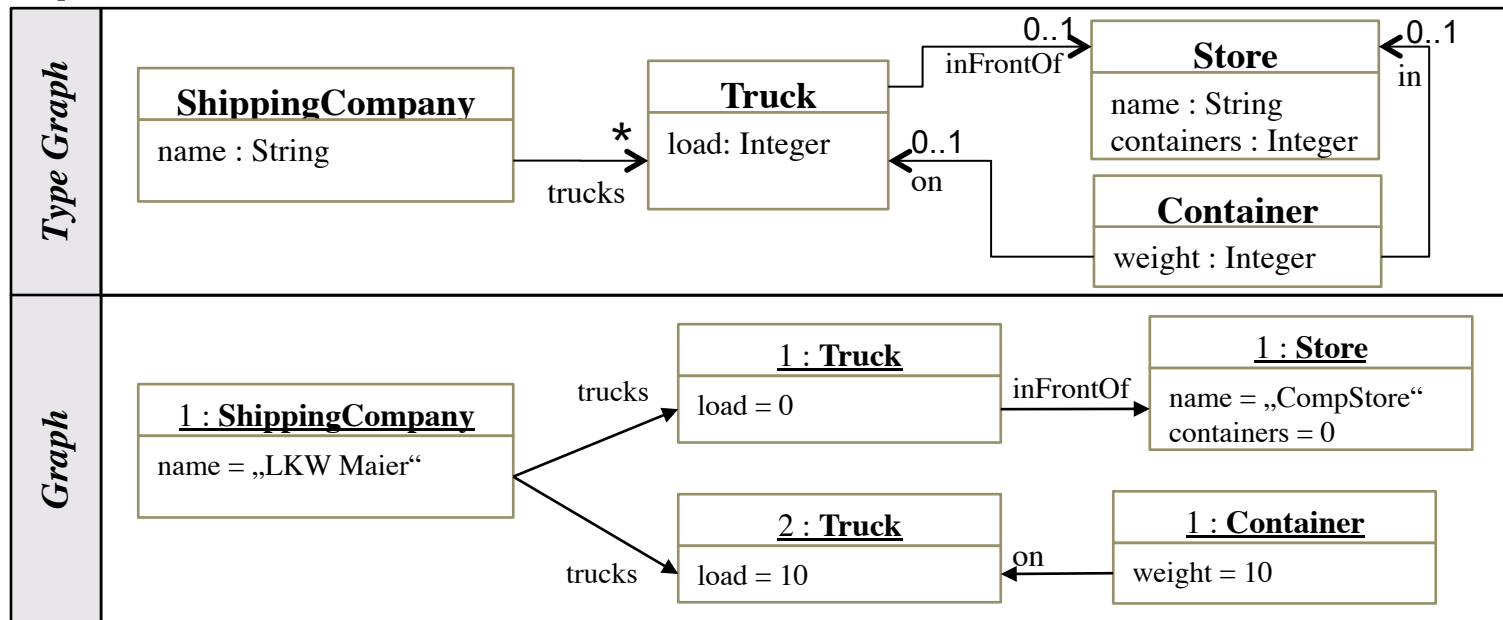 Type Graph
ShippingCompany
name : String
*
trucks
Truck
load: Integer
0..1
inFrontOf
0..1
on
Store
name : String
containers : Integer
0..1
in
Container
weight : Integer
Graph
1 : ShippingCompany
name = „LKW Maier“
trucks
trucks
1 : Truck
load = 0
inFrontOf
1 : Store
name = „CompStore“
containers = 0
2 : Truck
load = 10
on
1 : Container
weight = 10